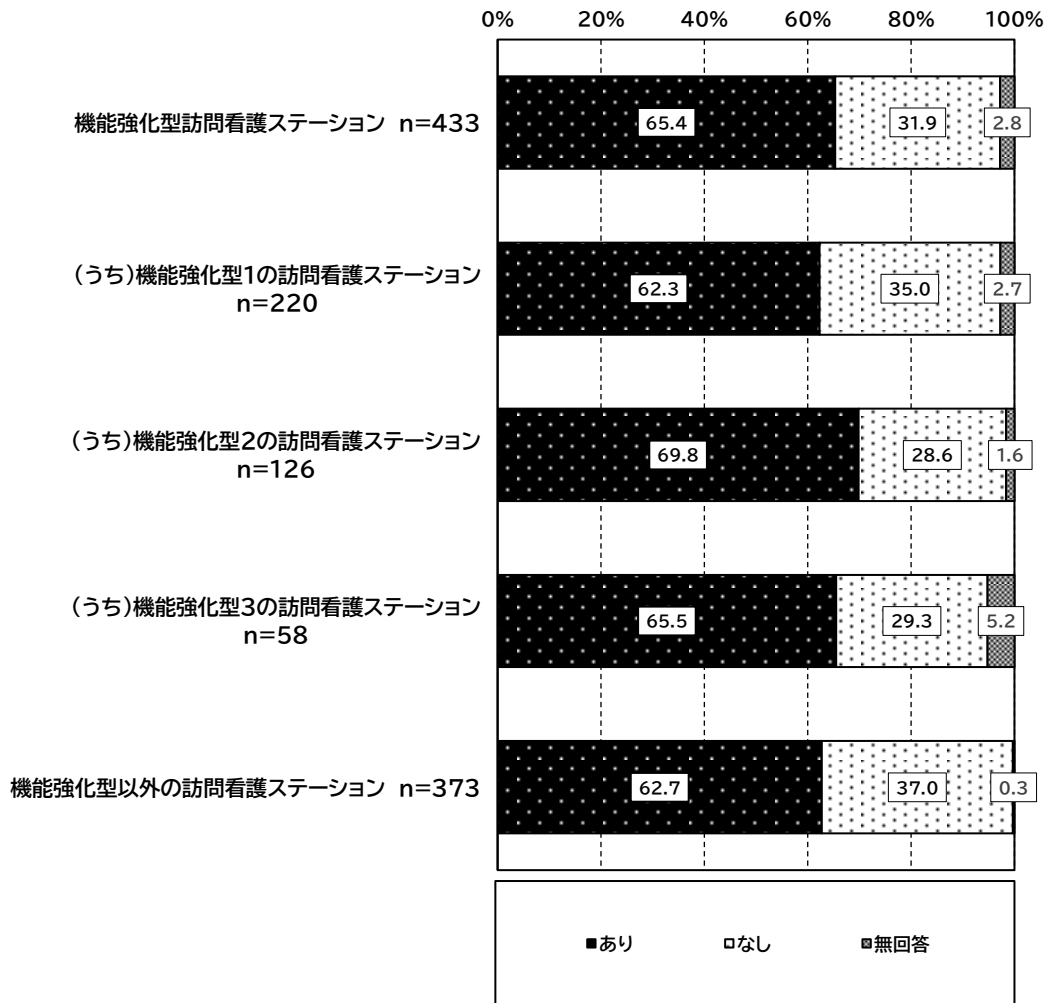 0% 20% 40% 60% 80% 100%
機能強化型訪問看護ステーション n=433
65.4 31.9 2.8
(うち)機能強化型1の訪問看護ステーション
n=220
62.3 35.0 2.7
(うち)機能強化型2の訪問看護ステーション
n=126
69.8 28.6 1.6
(うち)機能強化型3の訪問看護ステーション
n=58
65.5 29.3 5.2
機能強化型以外の訪問看護ステーション n=373
62.7 37.0 0.3
あり なし 無回答